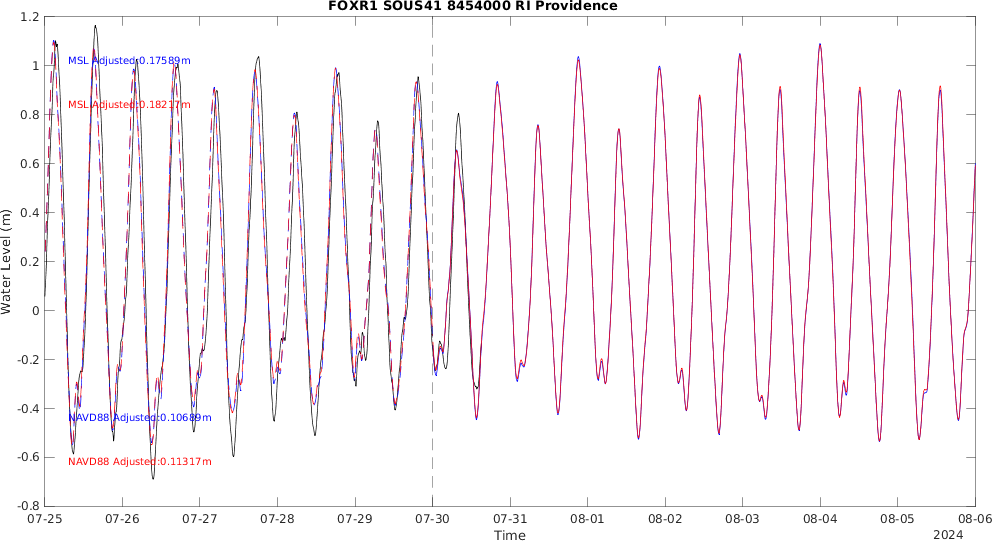 FOXR1 SOUS41 8454000 RI Providence
1.2
1
0.8
0.6
0.4
0.2
0
-0.2
-0.4
-0.6
-0.8
Water Level (m)
MSL Adjusted:0.17589m
MSL Adjusted:0.18217m
NAVD88 Adjusted:0.10689m
NAVD88 Adjusted:0.11317m
07-25 07-26 07-27 07-28 07-29 07-30 07-31 08-01 08-02 08-03 08-04 08-05 08-06
Time
2024